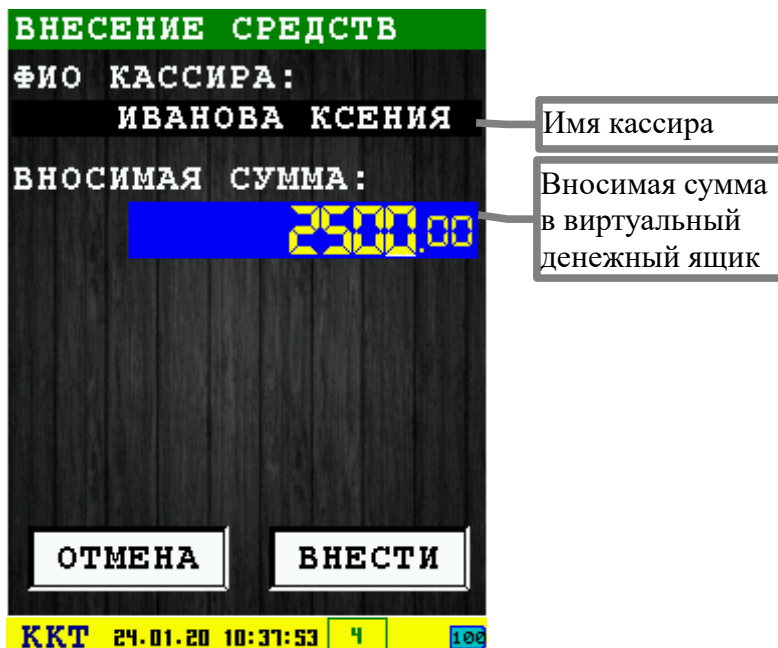 ВНЕСЕНИЕ СРЕДСТВ
ФИО КАССИРА:
ИВАНОВА КСЕНИЯ
Имя кассира
ВНОСИМАЯ СУММА:
2500.00
Вносимая сумма
в виртуальный
денежный ящик
ОТМЕНА
ВНЕСТИ
ККТ 24.01.20 10:37:53 4 100